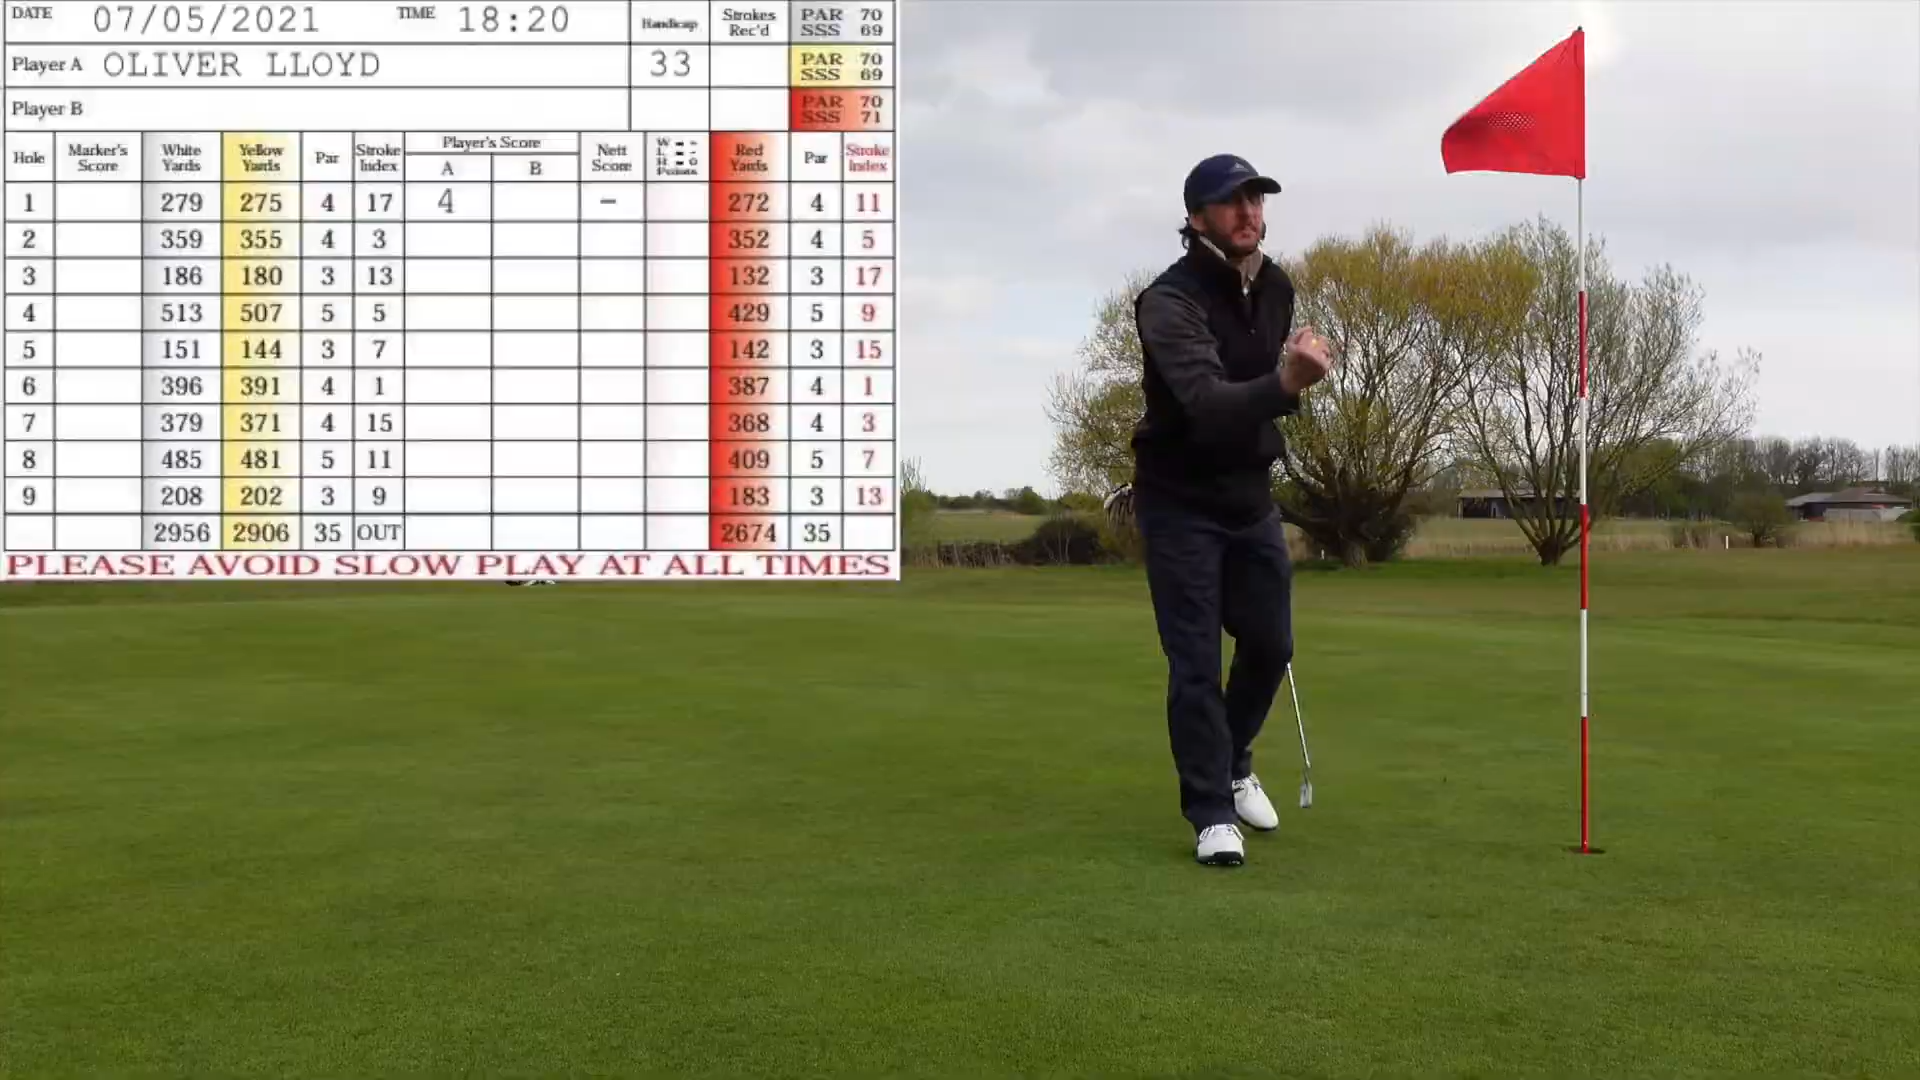 DATE 07/05/2021 TIME 18:20 Handicap Strokes Rec'd PAR 70 SSS 69
Player A OLIVER LLOYD 33 PAR 70 SSS 69
Player B PAR 70 SSS 71
Hole Marker's Score White Yards Yellow Yards Par Stroke Index Player's Score A B Nett Score W = + L = - H = 0 Points Red Yards Par Stroke Index
1 279 275 4 17 4 – 272 4 11
2 359 355 4 3 352 4 5
3 186 180 3 13 132 3 17
4 513 507 5 5 429 5 9
5 151 144 3 7 142 3 15
6 396 391 4 1 387 4 1
7 379 371 4 15 368 4 3
8 485 481 5 11 409 5 7
9 208 202 3 9 183 3 13
2956 2906 35 OUT 2674 35
PLEASE AVOID SLOW PLAY AT ALL TIMES